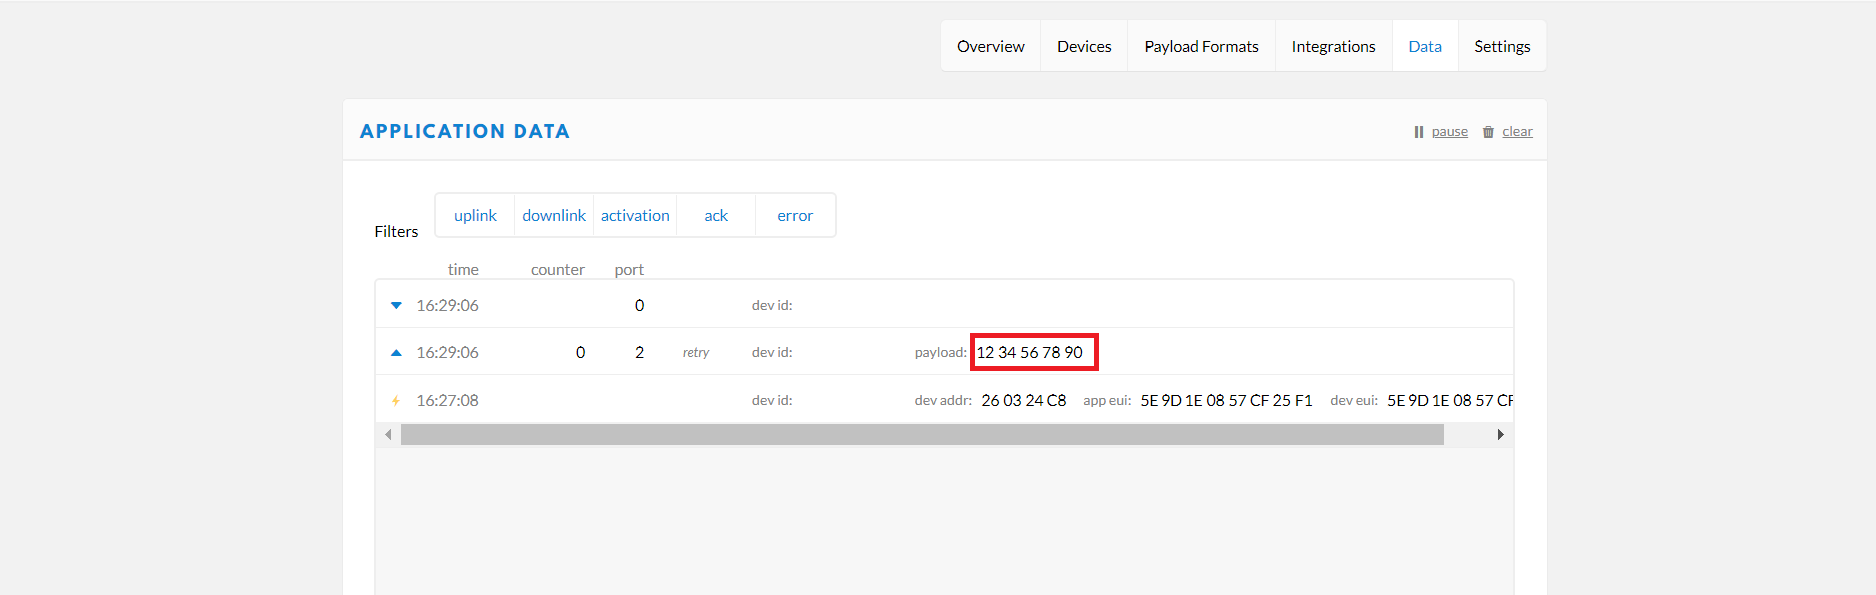 Overview Devices Payload Formats Integrations Data Settings
APPLICATION DATA pause clear
Filters uplink downlink activation ack error
time counter port
16:29:06 0 dev id:
16:29:06 0 2 retry dev id: payload: 12 34 56 78 90
16:27:08 dev id: dev addr: 26 03 24 C8 app eui: 5E 9D 1E 08 57 CF 25 F1 dev eui: 5E 9D 1E 08 57 CF